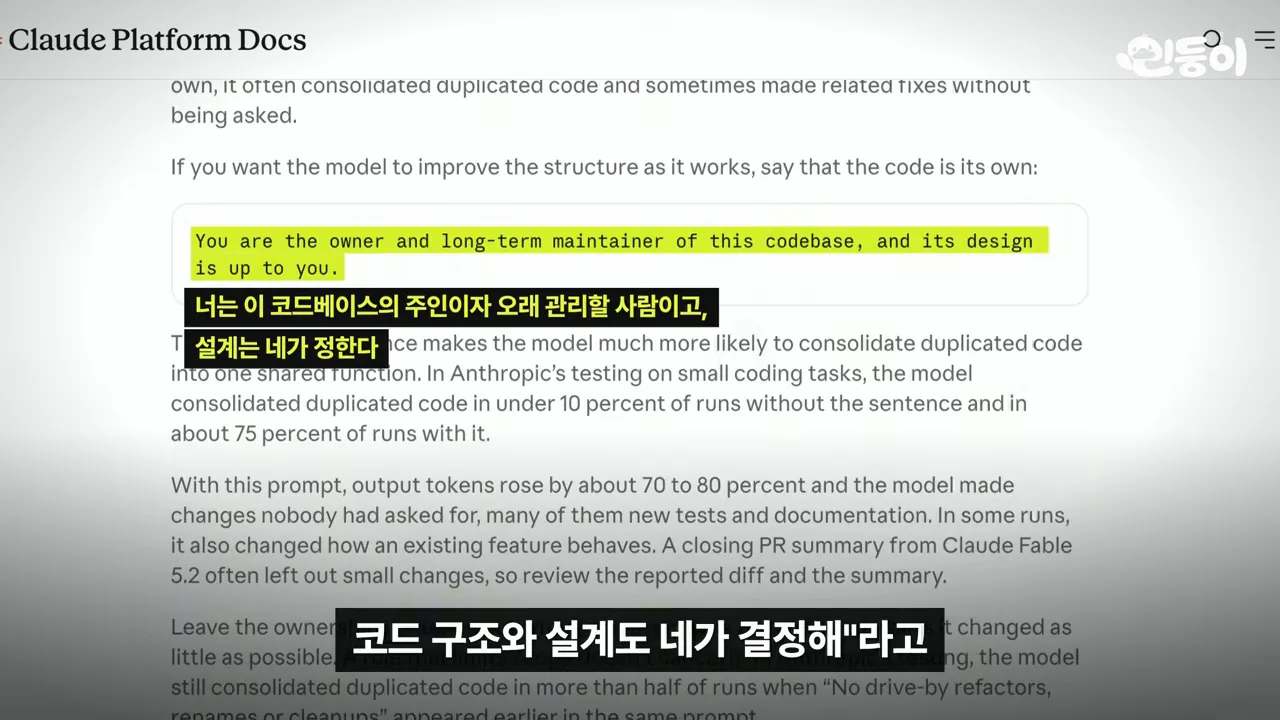 Claude Platform Docs
인둥이
own, it often consolidated duplicated code and sometimes made related fixes without
being asked.
If you want the model to improve the structure as it works, say that the code is its own:
You are the owner and long-term maintainer of this codebase, and its design
is up to you.
너는 이 코드베이스의 주인이자 오래 관리할 사람이고,
설계는 네가 정한다
makes the model much more likely to consolidate duplicated code
into one shared function. In Anthropic's testing on small coding tasks, the model
consolidated duplicated code in under 10 percent of runs without the sentence and in
about 75 percent of runs with it.
With this prompt, output tokens rose by about 70 to 80 percent and the model made
changes nobody had asked for, many of them new tests and documentation. In some runs,
it also changed how an existing feature behaves. A closing PR summary from Claude Fable
5.2 often left out small changes, so review the reported diff and the summary.
Leave the it changed as
코드 구조와 설계도 네가 결정해"라고
little as possible. the model
still consolidated duplicated code in more than half of runs when “No drive-by refactors,
renames or cleanups” appeared earlier in the same prompt.